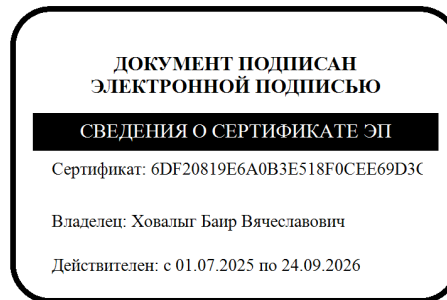 ДОКУМЕНТ ПОДПИСАН
ЭЛЕКТРОННОЙ ПОДПИСЬЮ
СВЕДЕНИЯ О СЕРТИФИКАТЕ ЭП
Сертификат: 6DF20819E6A0B3E518F0CEE69D3C
Владелец: Ховалыг Баир Вячеславович
Действителен: с 01.07.2025 по 24.09.2026